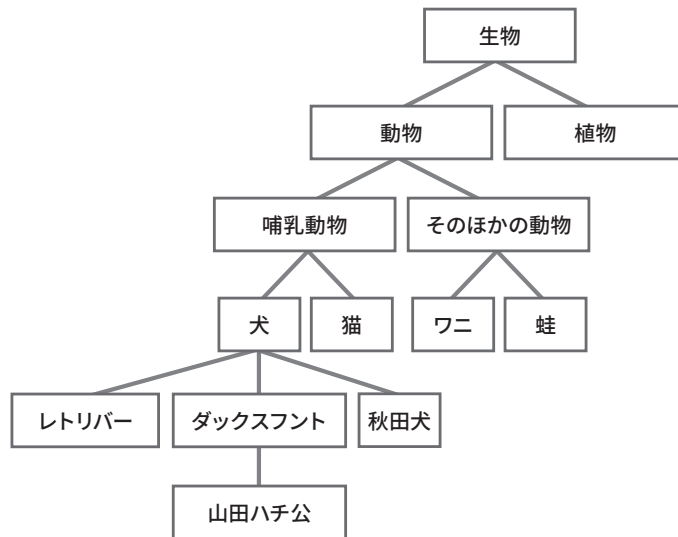 生物
動物
植物
哺乳動物
そのほかの動物
犬
猫
ワニ
蛙
レトリバー
ダックスフント
秋田犬
山田ハチ公